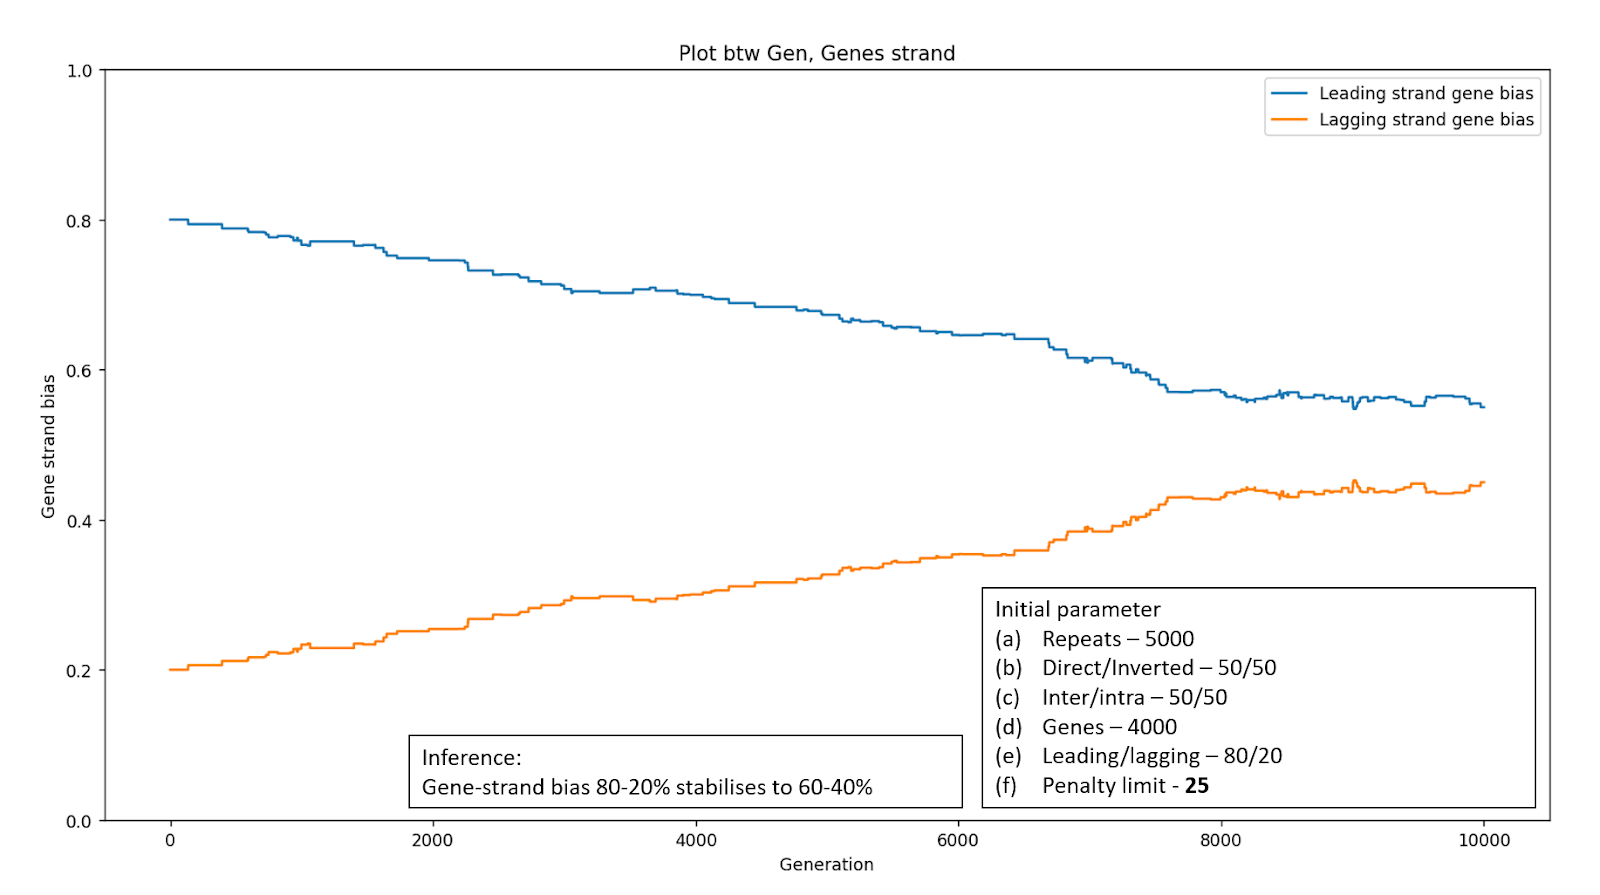 Plot btw Gen, Genes strand
1.0
0.8
0.6
0.4
0.2
0.0
Gene strand bias
Leading strand gene bias
Lagging strand gene bias
Initial parameter
(a) Repeats – 5000
(b) Direct/Inverted – 50/50
(c) Inter/intra – 50/50
(d) Genes – 4000
(e) Leading/lagging – 80/20
(f) Penalty limit - 25
Inference:
Gene-strand bias 80-20% stabilises to 60-40%
0 2000 4000 6000 8000 10000
Generation